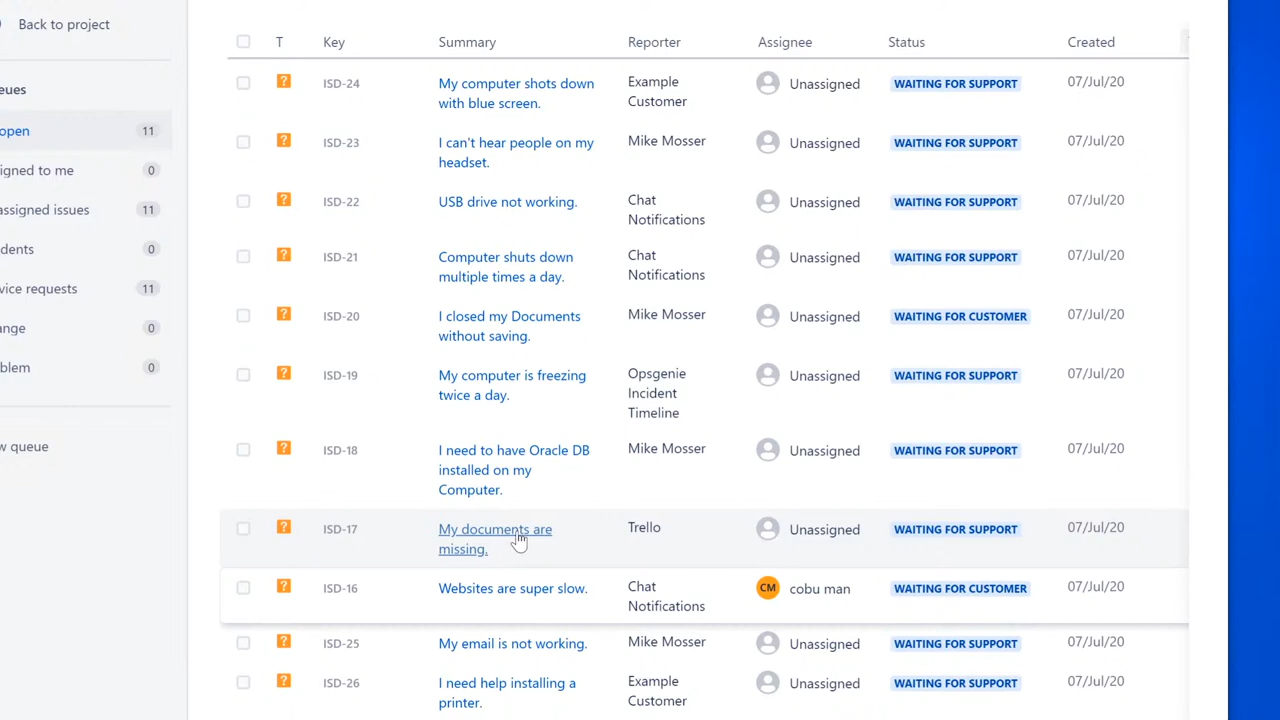 Back to project
T Key Summary Reporter Assignee Status Created
ISD-24 My computer shots down Example Unassigned WAITING FOR SUPPORT 07/Jul/20
with blue screen. Customer
ISD-23 I can't hear people on my Mike Mosser Unassigned WAITING FOR SUPPORT 07/Jul/20
headset.
ISD-22 USB drive not working. Chat Unassigned WAITING FOR SUPPORT 07/Jul/20
Notifications
ISD-21 Computer shuts down Chat Unassigned WAITING FOR SUPPORT 07/Jul/20
multiple times a day. Notifications
ISD-20 I closed my Documents Mike Mosser Unassigned WAITING FOR CUSTOMER 07/Jul/20
without saving.
ISD-19 My computer is freezing Opsgenie Unassigned WAITING FOR SUPPORT 07/Jul/20
twice a day. Incident
Timeline
ISD-18 I need to have Oracle DB Mike Mosser Unassigned WAITING FOR SUPPORT 07/Jul/20
installed on my
Computer.
ISD-17 My documents are Trello Unassigned WAITING FOR SUPPORT 07/Jul/20
missing.
ISD-16 Websites are super slow. Chat CM cobu man WAITING FOR CUSTOMER 07/Jul/20
Notifications
ISD-25 My email is not working. Mike Mosser Unassigned WAITING FOR SUPPORT 07/Jul/20
ISD-26 I need help installing a Example Unassigned WAITING FOR SUPPORT 07/Jul/20
printer. Customer
eues
open 11
igned to me 0
assigned issues 11
dents 0
vice requests 11
ange 0
blem 0
w queue